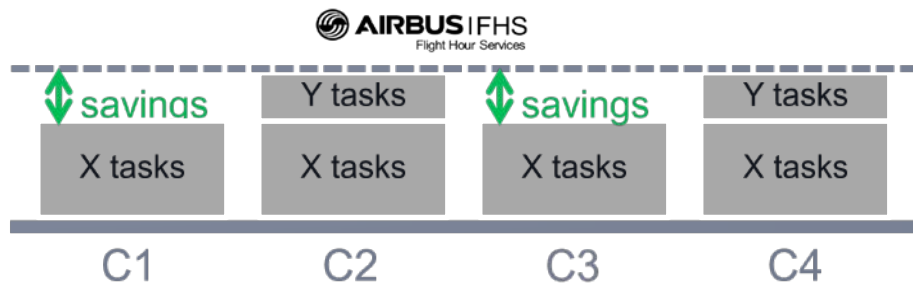 AIRBUS | FHS
Flight Hour Services
savings Y tasks savings Y tasks
X tasks X tasks X tasks X tasks
C1 C2 C3 C4